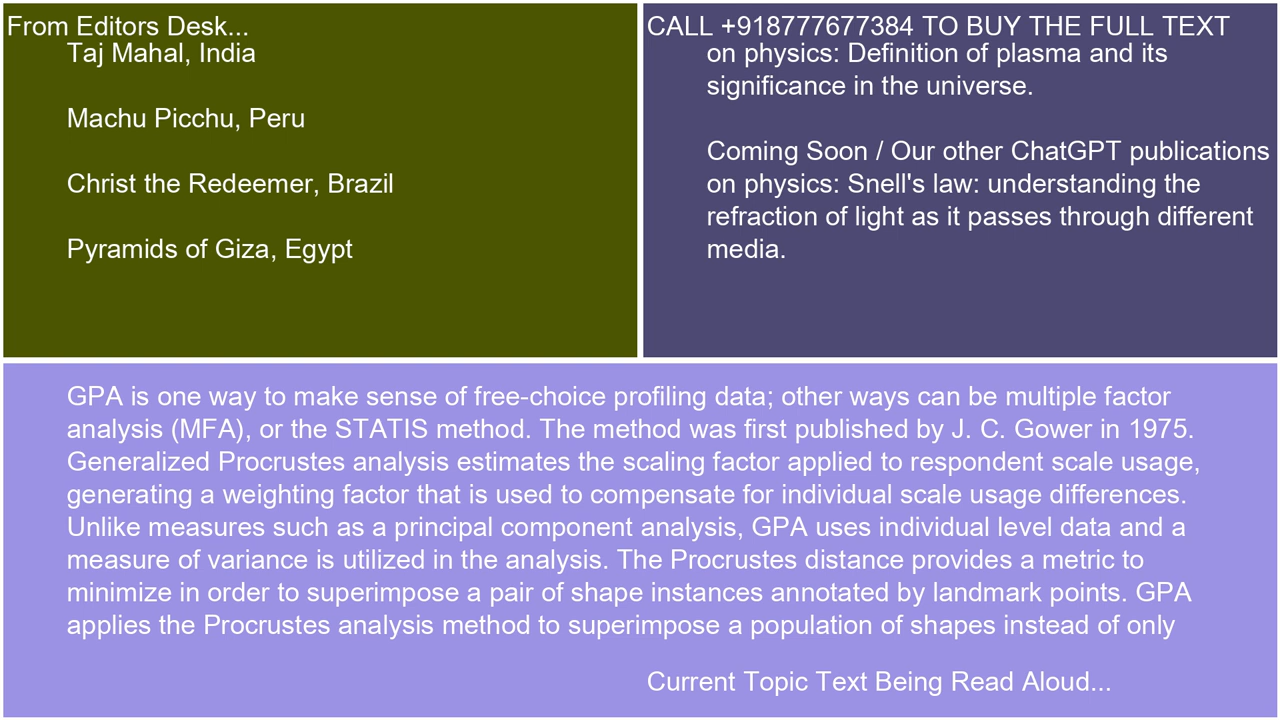 From Editors Desk...
Taj Mahal, India
Machu Picchu, Peru
Christ the Redeemer, Brazil
Pyramids of Giza, Egypt
CALL +918777677384 TO BUY THE FULL TEXT
on physics: Definition of plasma and its
significance in the universe.
Coming Soon / Our other ChatGPT publications
on physics: Snell's law: understanding the
refraction of light as it passes through different
media.
GPA is one way to make sense of free-choice profiling data; other ways can be multiple factor
analysis (MFA), or the STATIS method. The method was first published by J. C. Gower in 1975.
Generalized Procrustes analysis estimates the scaling factor applied to respondent scale usage,
generating a weighting factor that is used to compensate for individual scale usage differences.
Unlike measures such as a principal component analysis, GPA uses individual level data and a
measure of variance is utilized in the analysis. The Procrustes distance provides a metric to
minimize in order to superimpose a pair of shape instances annotated by landmark points. GPA
applies the Procrustes analysis method to superimpose a population of shapes instead of only
Current Topic Text Being Read Aloud...